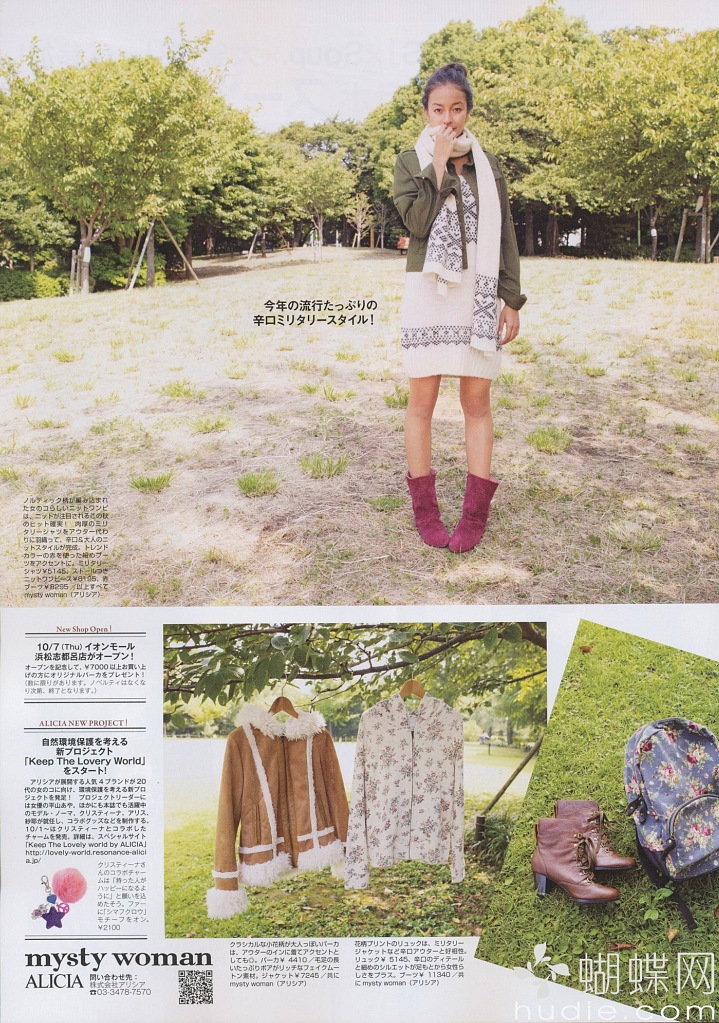 今年の流行たっぷりの
辛口ミリタリースタイル!
ノルディック柄が編み込まれ
た女のコらしいニットワンピ
は、ニットが注目されるこの秋
のヒット確実! 肉厚のミリ
タリーシャツをアウター代わ
りに羽織って、辛口&大人のニ
ットスタイルが完成。トレンド
カラーの赤を使った短めブー
ツをアクセントに。ミリタリー
シャツ¥5145、ストールつき
ニットワンピース¥8125、赤
ブーツ¥8295/以上すべて
mysty woman(アリシア)
New Shop Open!
10/7(Thu)イオンモール
浜松志都呂店がオープン!
オープンを記念して、¥7000以上お買い上
げの方にオリジナルパーカをプレゼント!
(数に限りがあります。ノベルティはなくな
り次第、終了となります。)
ALICIA NEW PROJECT!
自然環境保護を考える
新プロジェクト
「Keep The Lovery World」
をスタート!
アリシアが展開する人気4ブランドが20
代の女のコに向け、環境保護を考える新プロ
ジェクトを発足! プロジェクトリーダーに
は女優の平山あや、ほかにも本誌でも活躍中
のモデル・ノーマ、クリスティーナ、アリス、
紗耶が就任し、コラボグッズなどを制作する。
10/1~はクリスティーナとコラボした
チャームを発売。詳細は、スペシャルサイト
「Keep The Lovely world by ALICIA」
http://lovely-world.resonance-alici
a.jp/
クリスティーナさ
んのコラボチャー
ムは「持った人が
ハッピーになるよう
に」と願いを込
めたそう。ファー
に「シマフクロウ」
モチーフをオン。
¥2100
mysty woman
ALICIA 問い合わせ先:
株式会社アリシア
☎03-3478-7570
クラシカルな小花柄が大人っぽいパーカ
は、アウターのインに着てアクセントと
しても◎。パーカ¥4410/毛足の長
いたっぷりボアがリッチなフェイクムー
トン素材。ジャケット¥7245/共に
mysty woman(アリシア)
花柄プリントのリュックは、ミリタリー
ジャケットなど辛口アウターと好相性。
リュック¥5145、辛口のディテール
と細めのシルエットが足もとから女性ら
しさをプラス。ブーツ¥11340/共
に mysty woman(アリシア)
蝴蝶网
hudie.com